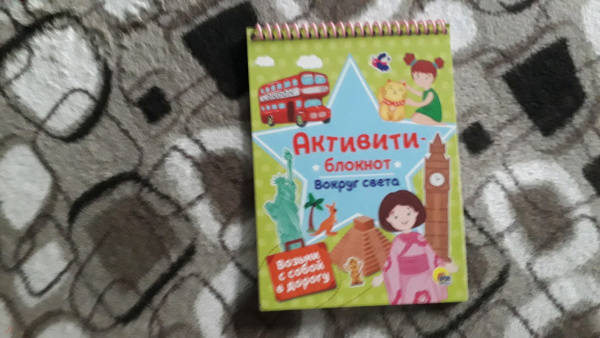 Активити-
блокнот
Вокруг света
Возьми
с собой
в дорогу